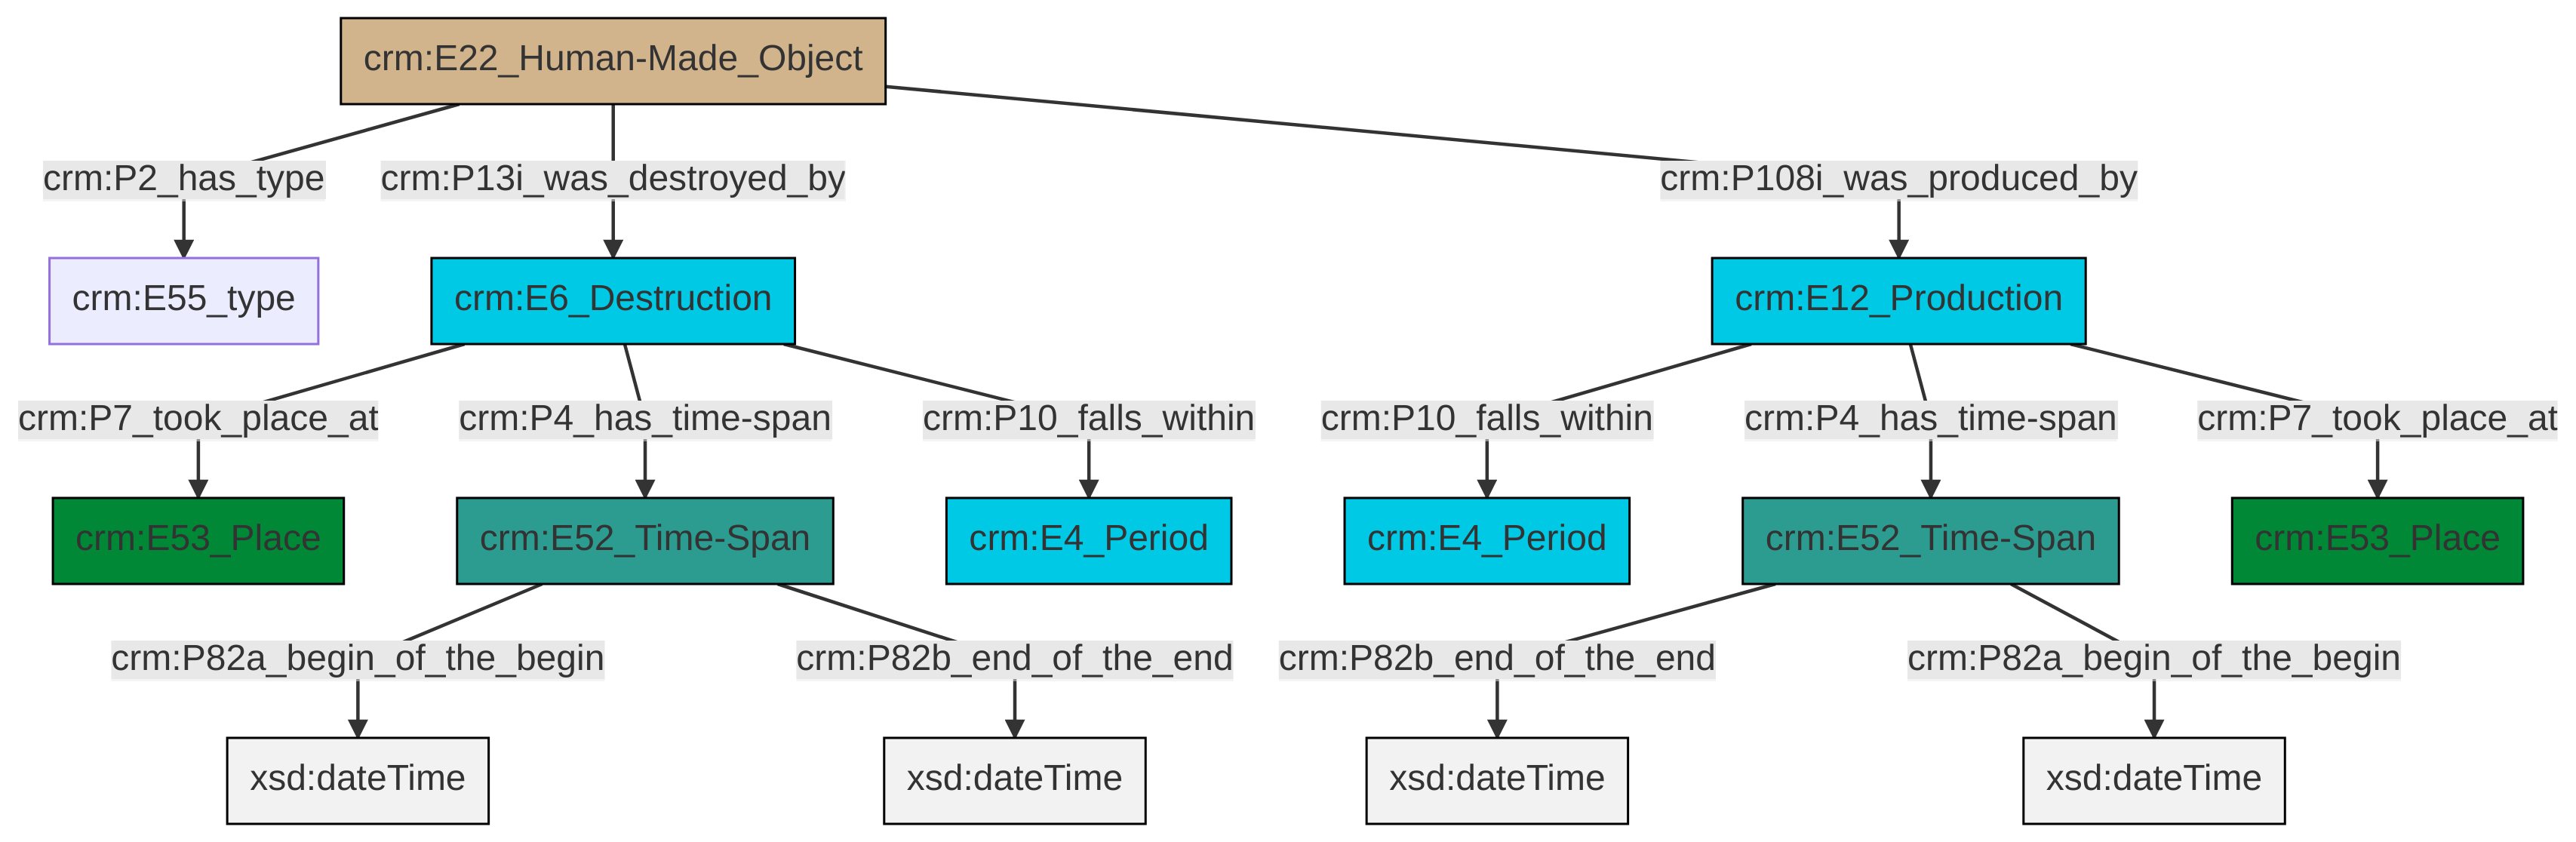 crm:E22_Human-Made_Object
crm:P2_has_type
crm:P13i_was_destroyed_by
crm:P108i_was_produced_by
crm:E55_type
crm:E6_Destruction
crm:E12_Production
crm:P7_took_place_at
crm:P4_has_time-span
crm:P10_falls_within
crm:P10_falls_within
crm:P4_has_time-span
crm:P7_took_place_at
crm:E53_Place
crm:E52_Time-Span
crm:E4_Period
crm:E4_Period
crm:E52_Time-Span
crm:E53_Place
crm:P82a_begin_of_the_begin
crm:P82b_end_of_the_end
crm:P82b_end_of_the_end
crm:P82a_begin_of_the_begin
xsd:dateTime
xsd:dateTime
xsd:dateTime
xsd:dateTime